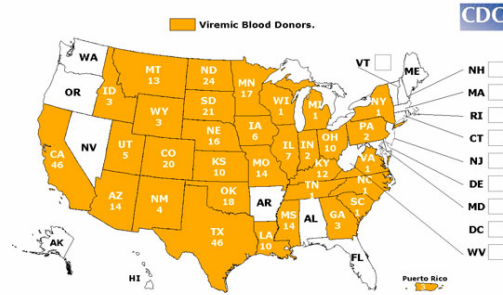 Viremic Blood Donors.
CDC
WA
OR
ID
3
MT
13
ND
24
MN
17
WI
1
MI
1
NY
1
VT
ME
NH
MA
RI
CT
NJ
DE
MD
DC
WV
WY
3
SD
21
NE
16
IA
6
IL
7
IN
2
OH
10
PA
2
CA
46
NV
UT
5
CO
20
KS
10
MO
14
KY
12
VA
1
AZ
14
NM
4
OK
18
AR
TN
NC
1
SC
1
TX
46
LA
10
MS
14
AL
GA
3
FL
AK
HI
Puerto Rico
3